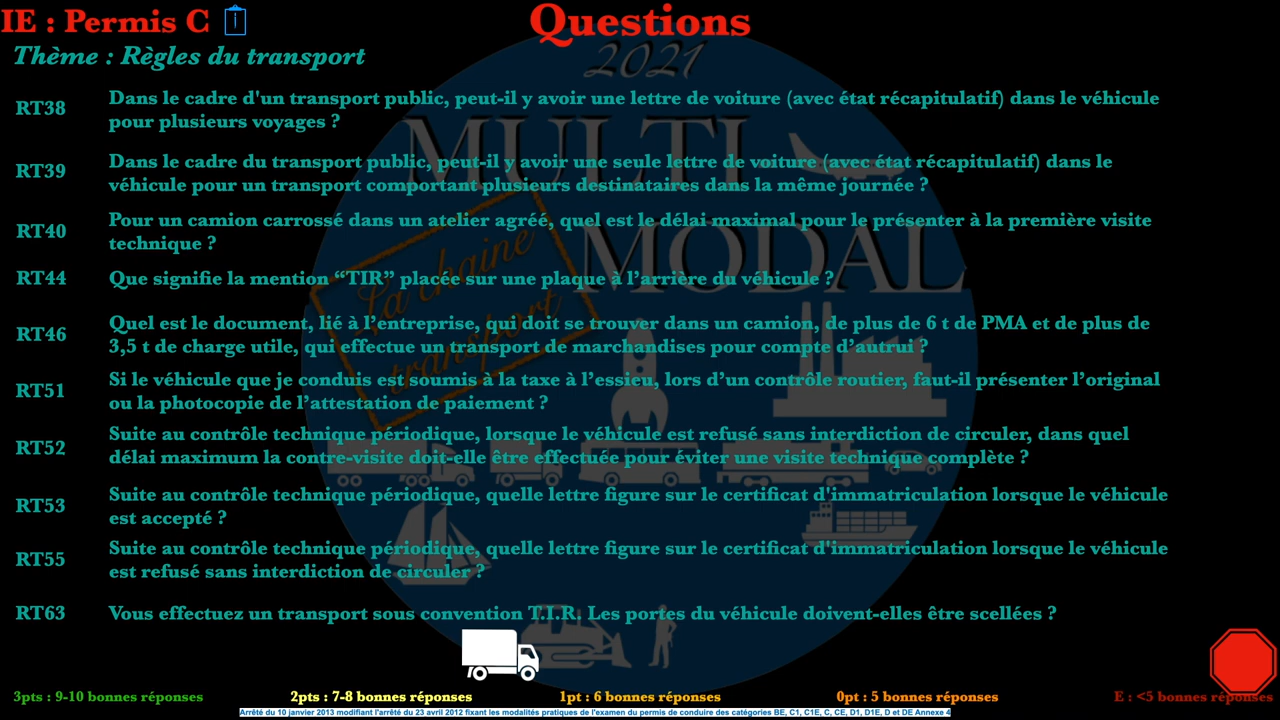 IE : Permis C
Questions
Thème : Règles du transport
2021
MULTI
MODAL
La chaine
transport
RT38
Dans le cadre d'un transport public, peut-il y avoir une lettre de voiture (avec état récapitulatif) dans le véhicule
pour plusieurs voyages ?
RT39
Dans le cadre du transport public, peut-il y avoir une seule lettre de voiture (avec état récapitulatif) dans le
véhicule pour un transport comportant plusieurs destinataires dans la même journée ?
RT40
Pour un camion carrossé dans un atelier agréé, quel est le délai maximal pour le présenter à la première visite
technique ?
RT44
Que signifie la mention “TIR” placée sur une plaque à l’arrière du véhicule ?
RT46
Quel est le document, lié à l’entreprise, qui doit se trouver dans un camion, de plus de 6 t de PMA et de plus de
3,5 t de charge utile, qui effectue un transport de marchandises pour compte d’autrui ?
RT51
Si le véhicule que je conduis est soumis à la taxe à l’essieu, lors d’un contrôle routier, faut-il présenter l’original
ou la photocopie de l’attestation de paiement ?
RT52
Suite au contrôle technique périodique, lorsque le véhicule est refusé sans interdiction de circuler, dans quel
délai maximum la contre-visite doit-elle être effectuée pour éviter une visite technique complète ?
RT53
Suite au contrôle technique périodique, quelle lettre figure sur le certificat d'immatriculation lorsque le véhicule
est accepté ?
RT55
Suite au contrôle technique périodique, quelle lettre figure sur le certificat d'immatriculation lorsque le véhicule
est refusé sans interdiction de circuler ?
RT63
Vous effectuez un transport sous convention T.I.R. Les portes du véhicule doivent-elles être scellées ?
3pts : 9-10 bonnes réponses
2pts : 7-8 bonnes réponses
1pt : 6 bonnes réponses
0pt : 5 bonnes réponses
E : <5 bonnes réponses
Arrêté du 10 janvier 2013 modifiant l'arrêté du 23 avril 2012 fixant les modalités pratiques de l'examen du permis de conduire des catégories BE, C1, C1E, C, CE, D1, D1E, D et DE Annexe 4